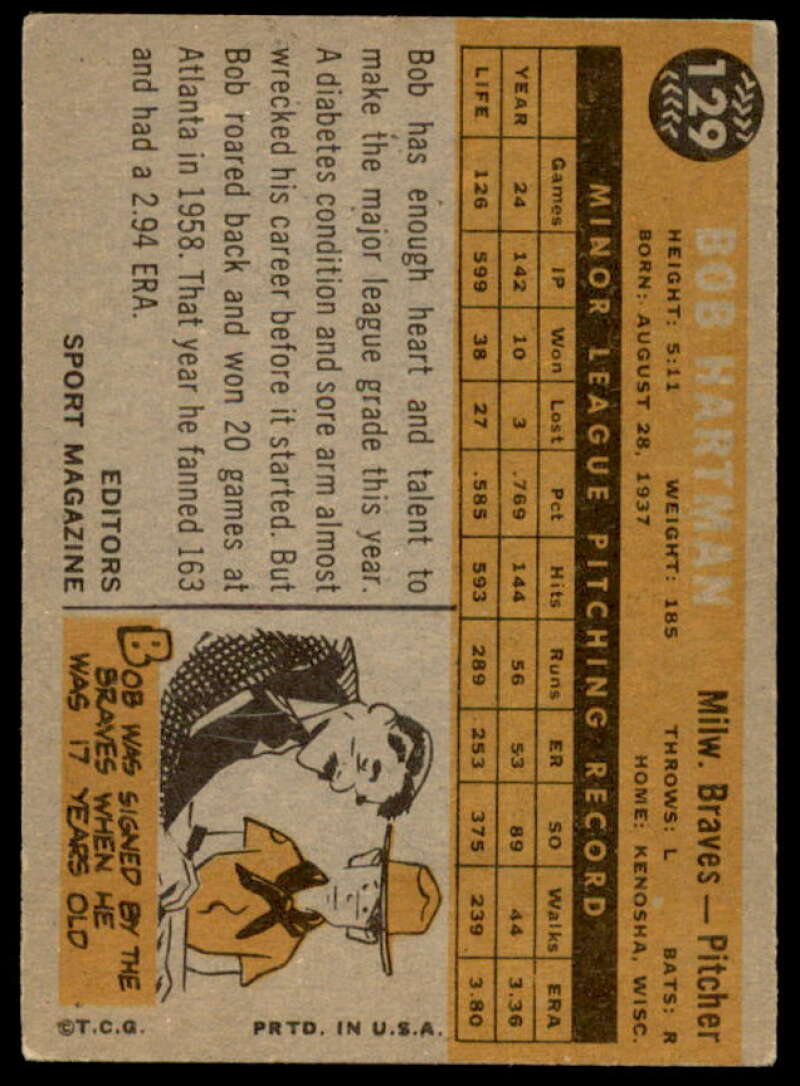 129
BOB HARTMAN Milw. Braves — Pitcher
HEIGHT: 5:11 WEIGHT: 185 THROWS: L BATS: R
BORN: AUGUST 28, 1937 HOME: KENOSHA, WISC.
MINOR LEAGUE PITCHING RECORD
Games IP Won Lost Pct Hits Runs ER SO Walks ERA
YEAR 24 142 10 3 .769 144 56 53 89 44 3.36
LIFE 126 599 38 27 .585 593 289 253 375 239 3.80
Bob has enough heart and talent to
make the major league grade this year.
A diabetes condition and sore arm almost
wrecked his career before it started. But
Bob roared back and won 20 games at
Atlanta in 1958. That year he fanned 163
and had a 2.94 ERA.
EDITORS
SPORT MAGAZINE
BOB WAS SIGNED BY THE
BRAVES WHEN HE
WAS 17 YEARS OLD
©T.C.G. PRTD. IN U.S.A.